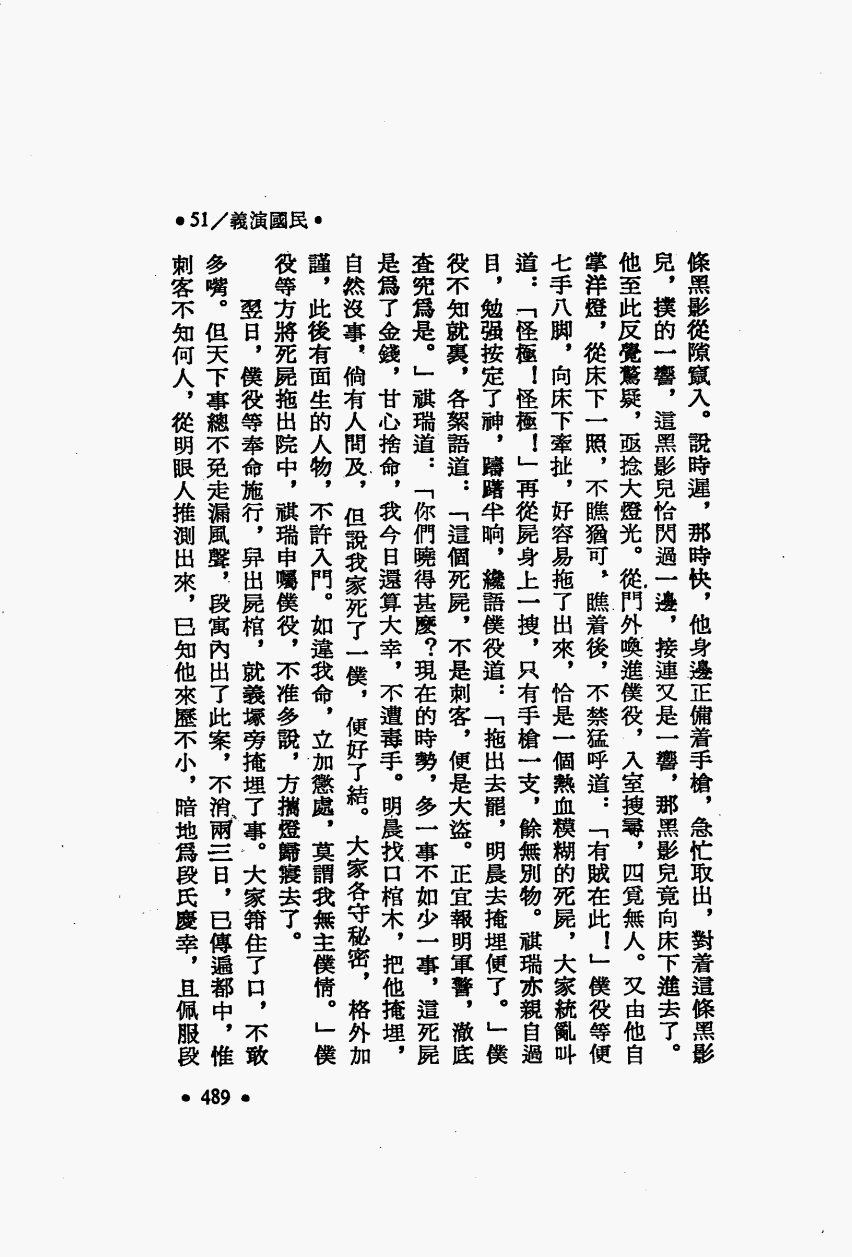 •51/義演國民•
條黑影從隙竄入。說時遲，那時快，他身邊正備着手槍，急忙取出，對着這條黑影
兒，撲的一響，這黑影兒恰閃過一邊，接連又是一響，那黑影兒竟向床下進去了。
他至此反覺驚疑，亟捻大燈光。從門外喚進僕役，入室搜尋，四覓無人。又由他自
掌洋燈，從床下一照，不瞧猶可，瞧着後，不禁猛呼道：「有賊在此！」僕役等便
七手八脚，向床下牽扯，好容易拖了出來，恰是一個熱血模糊的死屍，大家統亂叫
道：「怪極！怪極！」再從屍身上一搜，只有手槍一支，餘無別物。祺瑞亦親自過
目，勉强按定了神，躊躇半晌，纔語僕役道：「拖出去罷，明晨去掩埋便了。」僕
役不知就裏，各絮語道：「這個死屍，不是刺客，便是大盜。正宜報明軍警，澈底
查究爲是。」祺瑞道：「你們曉得甚麼？現在的時勢，多一事不如少一事，這死屍
是爲了金錢，甘心捨命，我今日還算大幸，不遭毒手。明晨找口棺木，把他掩埋，
自然沒事，倘有人問及，但說我家死了一僕，便好了結。大家各守秘密，格外加
謹，此後有面生的人物，不許入門。如違我命，立加懲處，莫謂我無主僕情。」僕
役等方將死屍拖出院中，祺瑞申囑僕役，不准多說，方攜燈歸寢去了。
翌日，僕役等奉命施行，舁出屍棺，就義塚旁掩埋了事。大家箝住了口，不敢
多嘴。但天下事總不免走漏風聲，段寓內出了此案，不消兩三日，已傳遍都中，惟
刺客不知何人，從明眼人推測出來，已知他來歷不小，暗地爲段氏慶幸，且佩服段
•489•